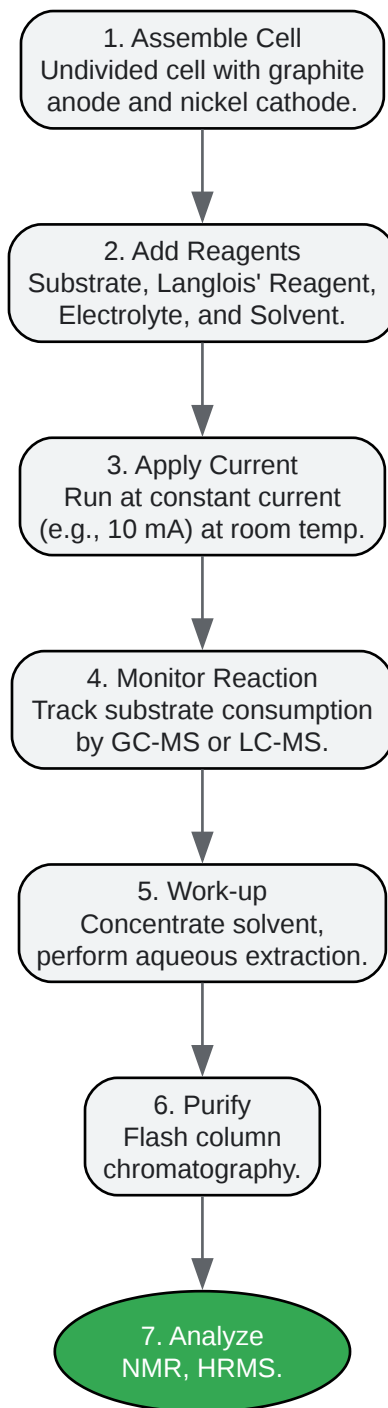 1. Assemble Cell
Undivided cell with graphite
anode and nickel cathode.
2. Add Reagents
Substrate, Langlois' Reagent,
Electrolyte, and Solvent.
3. Apply Current
Run at constant current
(e.g., 10 mA) at room temp.
4. Monitor Reaction
Track substrate consumption
by GC-MS or LC-MS.
5. Work-up
Concentrate solvent,
perform aqueous extraction.
6. Purify
Flash column
chromatography.
7. Analyze
NMR, HRMS.